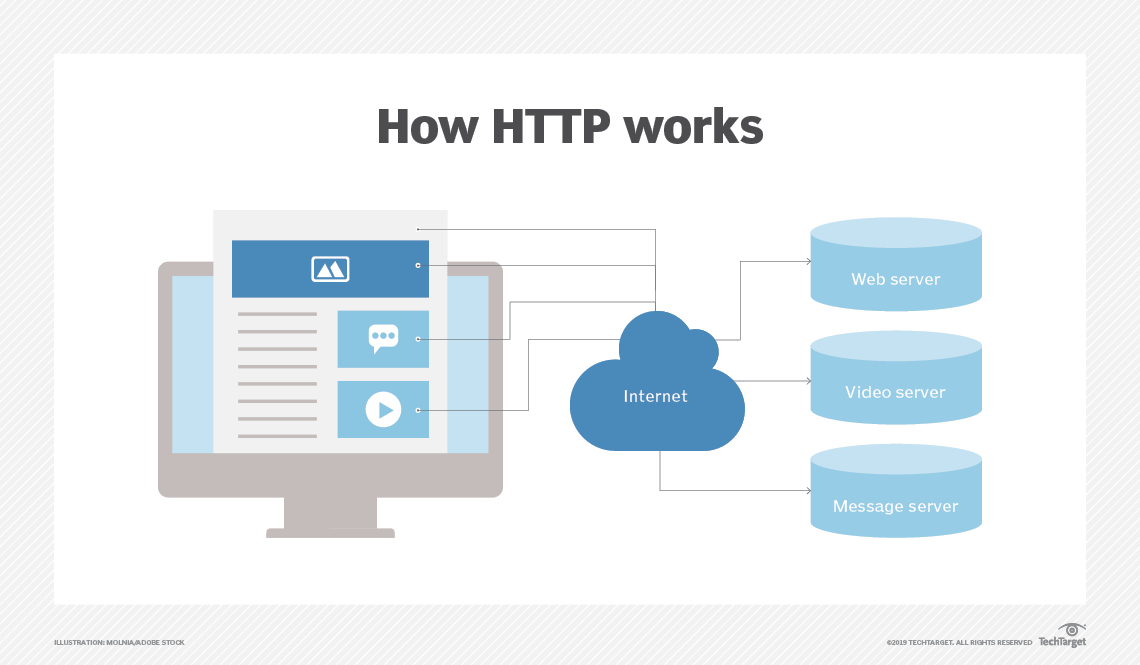 How HTTP works
Web server
Internet
Video server
Message server
ILLUSTRATION: MOLNIA/ADOBE STOCK
©2019 TECHTARGET. ALL RIGHTS RESERVED
TechTarget